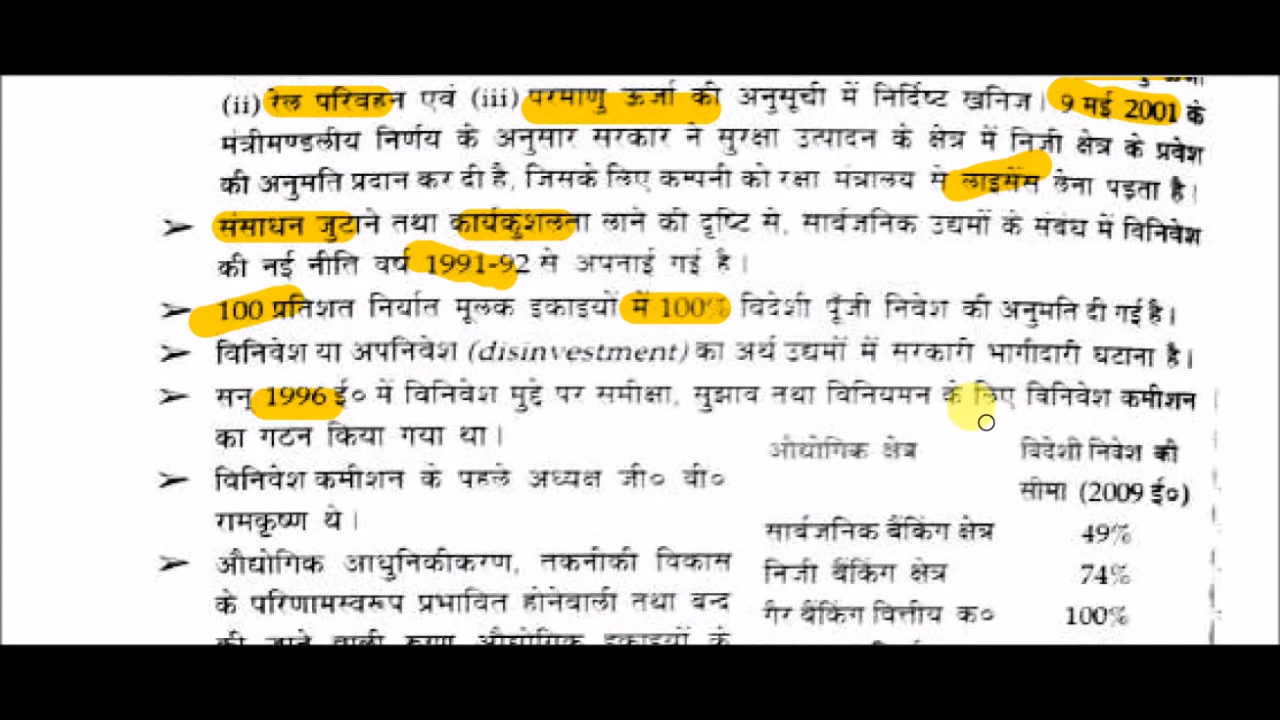 (ii) रेल परिवहन एवं (iii) परमाणु ऊर्जा की अनुसूची में निर्दिष्ट खनिज। 9 मई 2001 के
मंत्रीमण्डलीय निर्णय के अनुसार सरकार ने सुरक्षा उत्पादन के क्षेत्र में निजी क्षेत्र के प्रवेश
की अनुमति प्रदान कर दी है, जिसके लिए कम्पनी को रक्षा मंत्रालय से लाइसेंस लेना पड़ता है।
➢ संसाधन जुटाने तथा कार्यकुशलता लाने की दृष्टि से, सार्वजनिक उद्यमों के संबंध में विनिवेश
की नई नीति वर्ष 1991-92 से अपनाई गई है।
➢ 100 प्रतिशत निर्यात मूलक इकाइयों में 100% विदेशी पूँजी निवेश की अनुमति दी गई है।
➢ विनिवेश या अपनिवेश (disinvestment) का अर्थ उद्यमों में सरकारी भागीदारी घटाना है।
➢ सन् 1996 ई० में विनिवेश मुद्दे पर समीक्षा, सुझाव तथा विनियमन के लिए विनिवेश कमीशन
का गटन किया गया था।
➢ विनिवेश कमीशन के पहले अध्यक्ष जी० वी०
रामकृष्ण थे।
➢ औद्योगिक आधुनिकीकरण, तकनीकी विकास
के परिणामस्वरूप प्रभावित होनेवाली तथा बन्द
की जाने वाली रूग्ण औद्योगिक इकाइयों के
औद्योगिक क्षेत्र विदेशी निवेश की
सीमा (2009 ई०)
सार्वजनिक बैंकिंग क्षेत्र 49%
निजी बैंकिंग क्षेत्र 74%
गैर बैंकिंग वित्तीय क० 100%